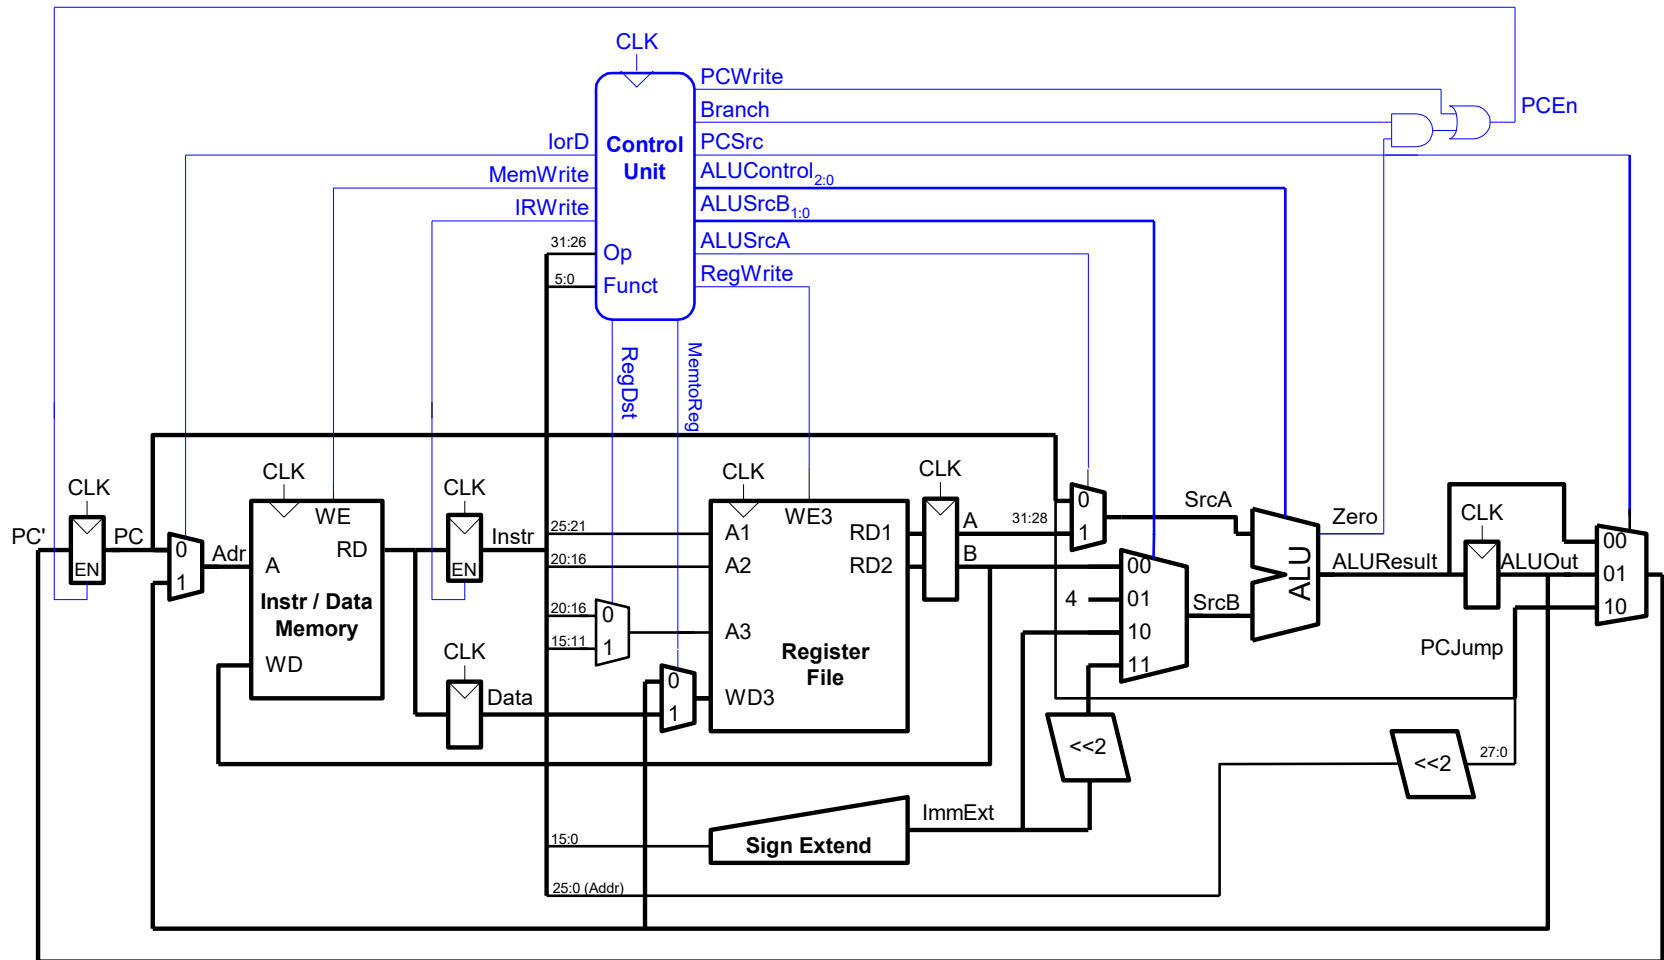 CLK
PCWrite
Branch
PCEn
IorD
Control
Unit
PCSrc
MemWrite
ALUControl2:0
IRWrite
ALUSrcB1:0
31:26
Op
ALUSrcA
5:0
Funct
RegWrite
RegDst
MemtoReg
CLK
CLK
CLK
CLK
CLK
CLK
PC'
PC
EN
0
1
Adr
WE
A
RD
Instr / Data
Memory
WD
EN
Instr
CLK
Data
25:21
20:16
20:16
15:11
0
1
0
1
A1
A2
A3
WD3
WE3
RD1
RD2
Register
File
A
B
31:28
0
1
SrcA
4
00
01
10
11
SrcB
ALU
Zero
ALUResult
ALUOut
00
01
10
PCJump
<<2
<<2
27:0
ImmExt
15:0
Sign Extend
25:0 (Addr)